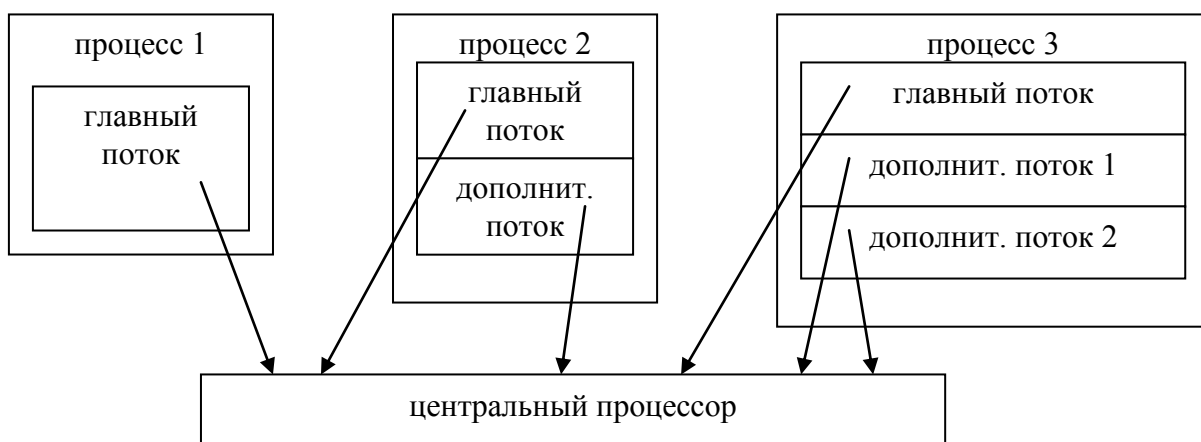 процесс 1
главный
поток
процесс 2
главный
поток
дополнит.
поток
процесс 3
главный поток
дополнит. поток 1
дополнит. поток 2
центральный процессор